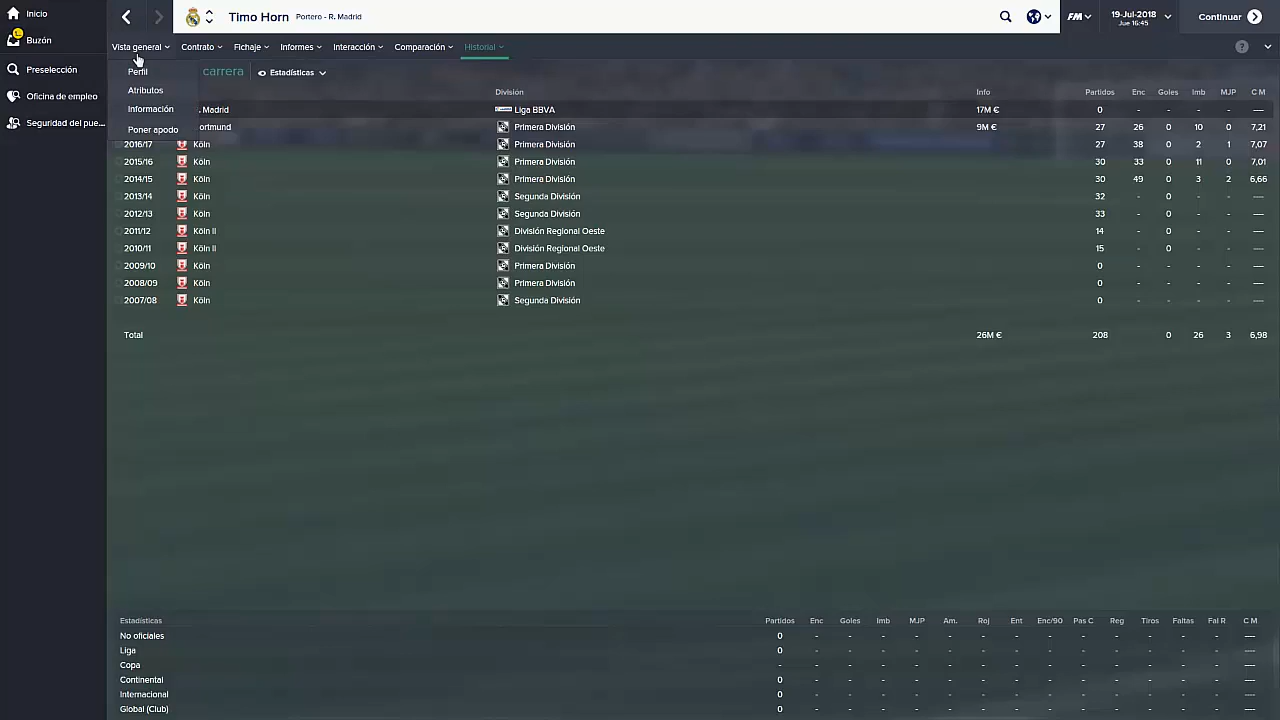 Inicio
Timo Horn Portero - R. Madrid FM 19-Jul-2018 Jue 16:45 Continuar
Buzón
Vista general Contrato Fichaje Informes Interacción Comparación Historial ?
Preselección
Perfil carrera Estadísticas
Oficina de empleo
Atributos División Info Partidos Enc Goles Imb MJP C M
Seguridad del pue...
Información . Madrid Liga BBVA 17M € 0 - - - - ----
Poner apodo ortmund Primera División 9M € 27 26 0 10 0 7,21
2016/17 Köln Primera División 27 38 0 2 1 7,07
2015/16 Köln Primera División 30 33 0 11 0 7,01
2014/15 Köln Primera División 30 49 0 3 2 6,66
2013/14 Köln Segunda División 32 - 0 - - ----
2012/13 Köln Segunda División 33 - 0 - - ----
2011/12 Köln II División Regional Oeste 14 - - - - ----
2010/11 Köln II División Regional Oeste 15 - - - - ----
2009/10 Köln Primera División 0 - - - - ----
2008/09 Köln Primera División 0 - - - - ----
2007/08 Köln Segunda División 0 - - - - ----
Total 26M € 208 0 26 3 6,98
Estadísticas Partidos Enc Goles Imb MJP Am. Roj Ent Enc/90 Pas C Reg Tiros Faltas Fal R C M
No oficiales 0 - - - - - - - - - - - - - ----
Liga 0 - - - - - - - - - - - - - ----
Copa - - - - - - - - - - - - - - ----
Continental 0 - - - - - - - - - - - - - ----
Internacional 0 - - - - - - - - - - - - - ----
Global (Club) 0 - - - - - - - - - - - - - ----